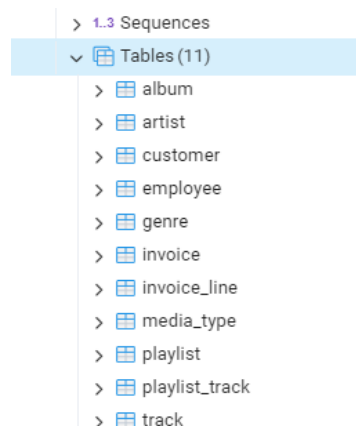 1..3 Sequences
Tables (11)
album
artist
customer
employee
genre
invoice
invoice_line
media_type
playlist
playlist_track
track